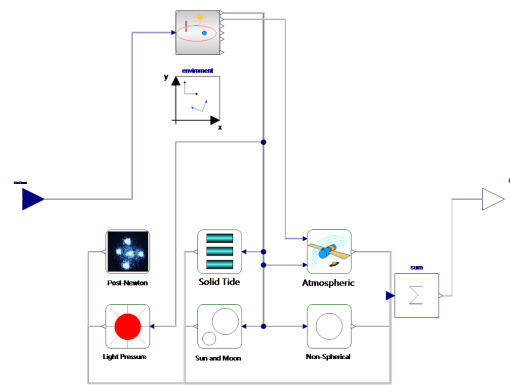 enviroment
y
x
Post-Newton
Solid Tide
Atmospheric
sum
Σ
Light Pressure
Sun and Moon
Non-Spherical